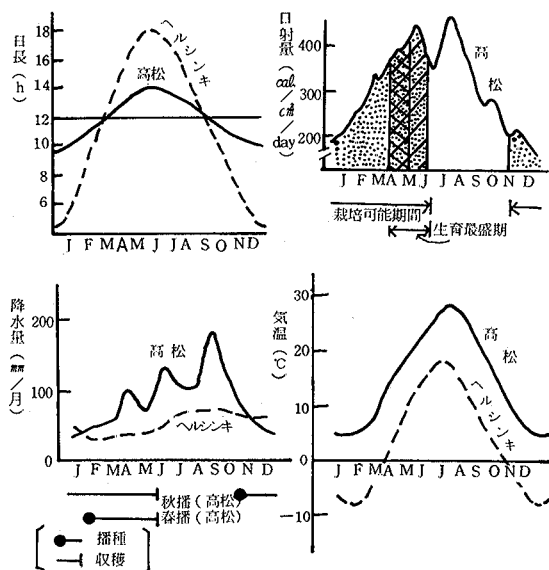 日長(h)
18
16
14
12
10
8
6
ヘルシンキ
高松
J F M A M J J A S O N D
日射量(cal/cm²/day)
400
300
200
高松
J F M A M J J A S O N D
栽培可能期間
生育最盛期
降水量(mm/月)
200
100
0
高松
ヘルシンキ
J F M A M J J A S O N D
秋播(高松)
春播(高松)
播種
収穫
気温(℃)
30
20
10
0
-10
高松
ヘルシンキ
J F M A M J J A S O N D